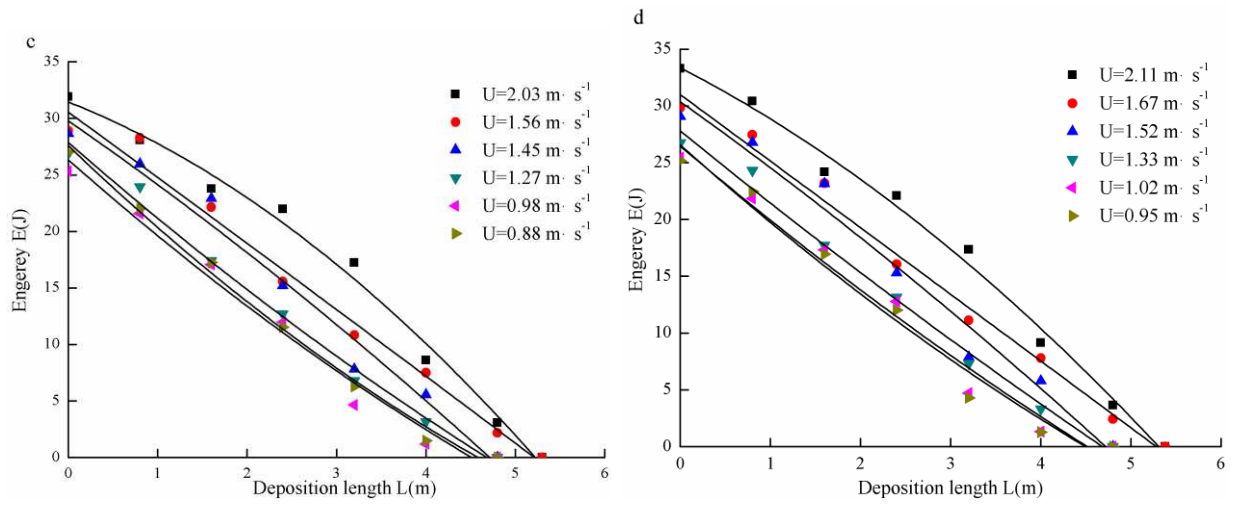 c
35
30
25
20
15
10
5
0
Engerey E(J)
U=2.03 m· s-1
U=1.56 m· s-1
U=1.45 m· s-1
U=1.27 m· s-1
U=0.98 m· s-1
U=0.88 m· s-1
0 1 2 3 4 5 6
Deposition length L(m)
d
35
30
25
20
15
10
5
0
Engerey E(J)
U=2.11 m· s-1
U=1.67 m· s-1
U=1.52 m· s-1
U=1.33 m· s-1
U=1.02 m· s-1
U=0.95 m· s-1
0 1 2 3 4 5 6
Deposition length L(m)